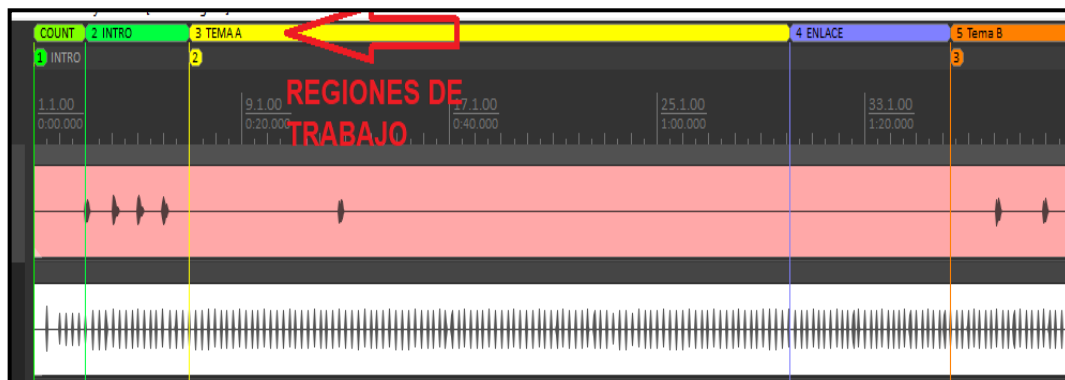 COUNT 2 INTRO 3 TEMA A 4 ENLACE 5 Tema B
1 INTRO 2 3
REGIONES DE
TRABAJO
1.1.00 9.1.00 17.1.00 25.1.00 33.1.00
0:00.000 0:20.000 0:40.000 1:00.000 1:20.000